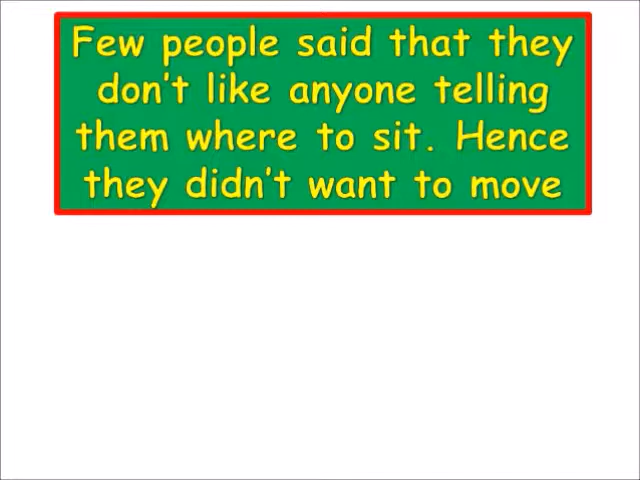 Few people said that they
don't like anyone telling
them where to sit. Hence
they didn't want to move